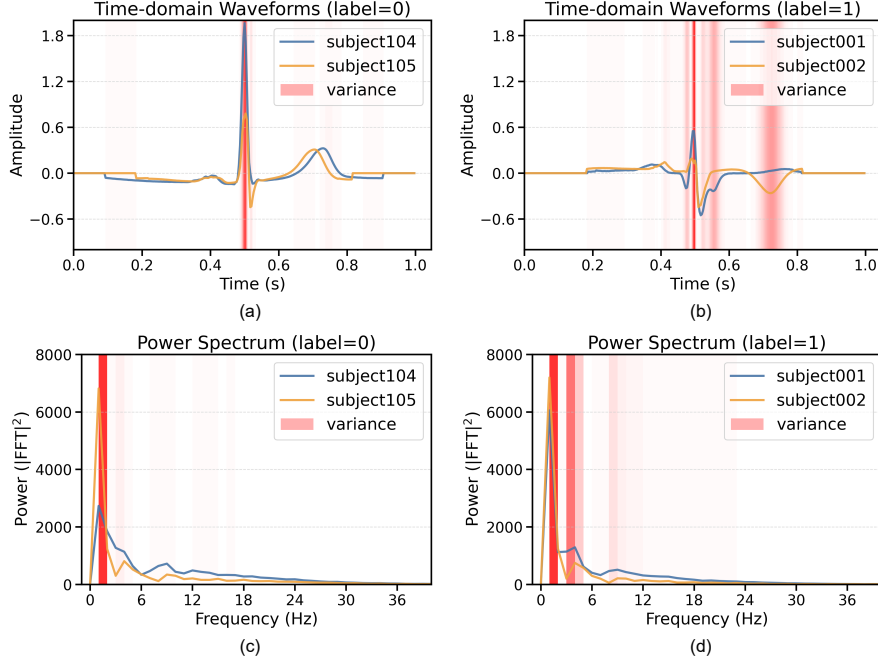 Time-domain Waveforms (label=0)
Amplitude
1.8
1.2
0.6
0.0
−0.6
subject104
subject105
variance
0.0 0.2 0.4 0.6 0.8 1.0
Time (s)
(a)
Time-domain Waveforms (label=1)
Amplitude
1.8
1.2
0.6
0.0
−0.6
subject001
subject002
variance
0.0 0.2 0.4 0.6 0.8 1.0
Time (s)
(b)
Power Spectrum (label=0)
Power (|FFT|²)
8000
6000
4000
2000
0
subject104
subject105
variance
0 6 12 18 24 30 36
Frequency (Hz)
(c)
Power Spectrum (label=1)
Power (|FFT|²)
8000
6000
4000
2000
0
subject001
subject002
variance
0 6 12 18 24 30 36
Frequency (Hz)
(d)